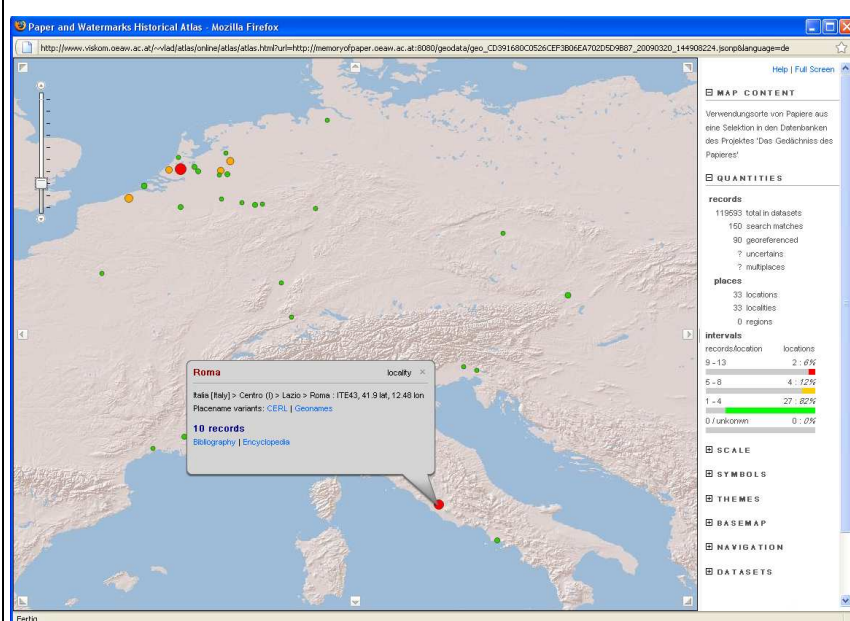 Paper and Watermarks Historical Atlas - Mozilla Firefox
http://www.viskom.oeaw.ac.at/~vlad/atlas/online/atlas/atlas.html?url=http://memoryofpaper.oeaw.ac.at:8080/geodata/geo_CD391680C0526CEF3B06EA702D5D9B87_20090320_144908224.jsonp&language=de
Help | Full Screen
MAP CONTENT
Verwendungsorte von Papiere aus
eine Selektion in den Datenbanken
des Projektes 'Das Gedächniss des
Papieres'
QUANTITIES
records
119593 total in datasets
150 search matches
90 georeferenced
? uncertains
? multiplaces
places
33 locations
33 localities
0 regions
intervals
records/location locations
9 - 13 2 : 6%
5 - 8 4 : 12%
1 - 4 27 : 82%
0 / unkonwn 0 : 0%
SCALE
SYMBOLS
THEMES
BASEMAP
NAVIGATION
DATASETS
Roma locality ×
Italia [Italy] > Centro (I) > Lazio > Roma : ITE43, 41.9 lat, 12.48 lon
Placename variants: CERL | Geonames
10 records
Bibliography | Encyclopedia
Fertig